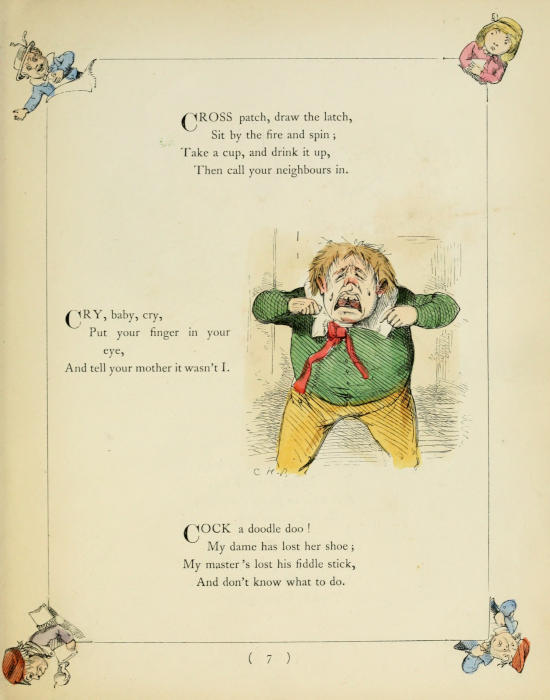 CROSS patch, draw the latch,
Sit by the fire and spin ;
Take a cup, and drink it up,
Then call your neighbours in.
CRY, baby, cry,
Put your finger in your
eye,
And tell your mother it wasn't I.
C H B
COCK a doodle doo !
My dame has lost her shoe ;
My master's lost his fiddle stick,
And don't know what to do.
( 7 )